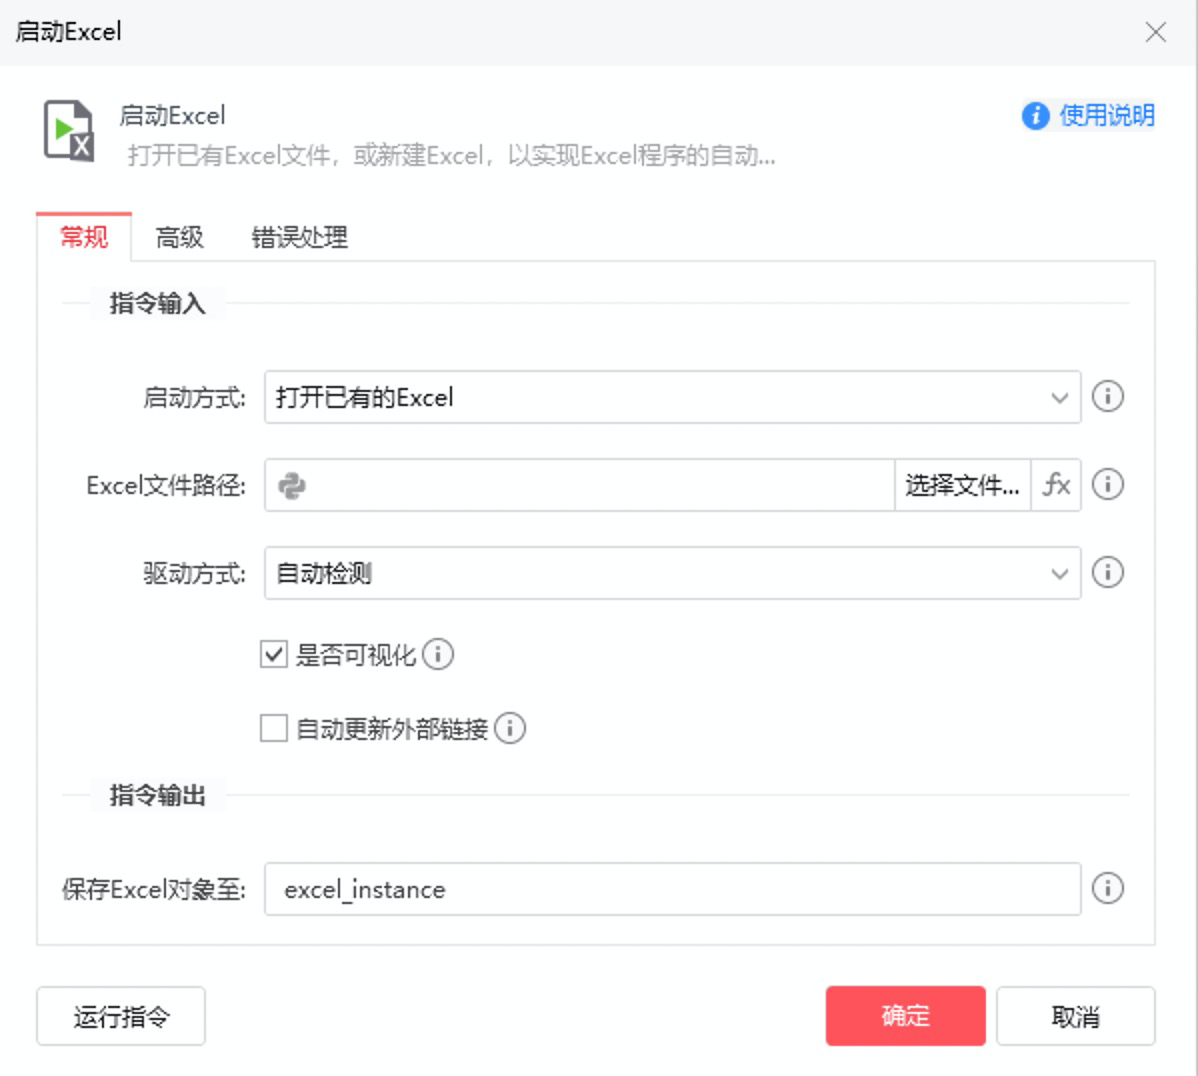 启动Excel
启动Excel
使用说明
打开已有Excel文件，或新建Excel，以实现Excel程序的自动...
常规 高级 错误处理
指令输入
启动方式: 打开已有的Excel
Excel文件路径: 选择文件... fx
驱动方式: 自动检测
是否可视化
自动更新外部链接
指令输出
保存Excel对象至: excel_instance
运行指令 确定 取消